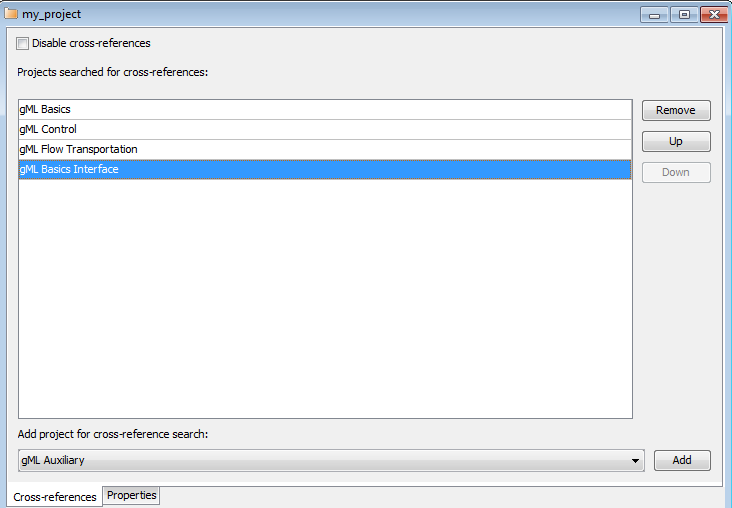 my_project
Disable cross-references
Projects searched for cross-references:
gML Basics
gML Control
gML Flow Transportation
gML Basics Interface
Remove
Up
Down
Add project for cross-reference search:
gML Auxiliary
Add
Cross-references
Properties